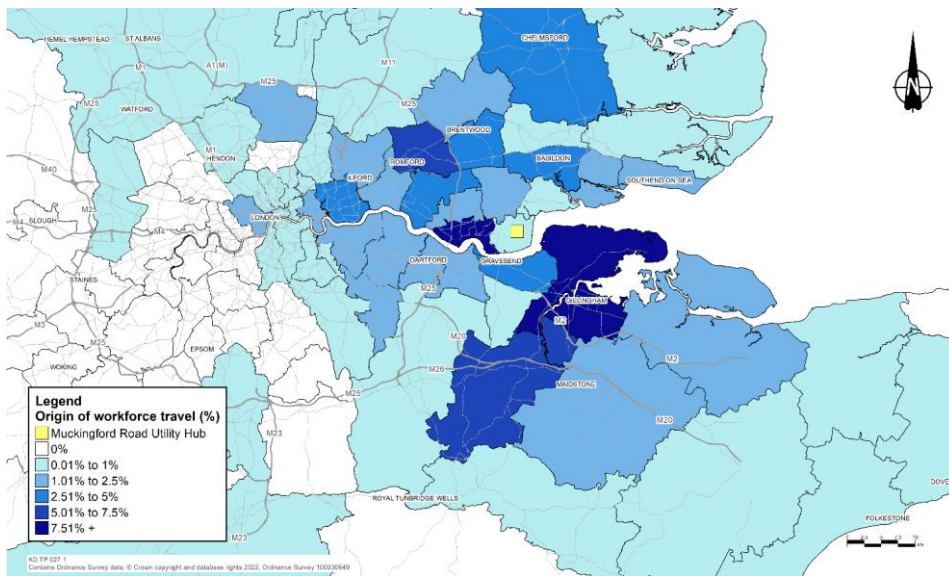 HEMEL HEMPSTEAD
ST ALBANS
CHELMSFORD
M1
A1(M)
M11
M25
M25
M25
WATFORD
BRENTWOOD
M1
HENDON
ROMFORD
M40
ILFORD
BASILDON
M25
SOUTHEND-ON-SEA
LONDON
SLOUGH
M4
M4
DARTFORD
GRAVESEND
STAINES
M25
GILLINGHAM
M3
M2
M20
M2
M25
EPSOM
WOKING
M26
MAIDSTONE
M25
M20
M23
ROYAL TUNBRIDGE WELLS
DOVE
FOLKESTONE
M23
N
Legend
Origin of workforce travel (%)
Muckingford Road Utility Hub
0%
0.01% to 1%
1.01% to 2.5%
2.51% to 5%
5.01% to 7.5%
7.51% +
KD TP 027 1
Contains Ordnance Survey data. © Crown copyright and database rights 2022. Ordnance Survey 100030649